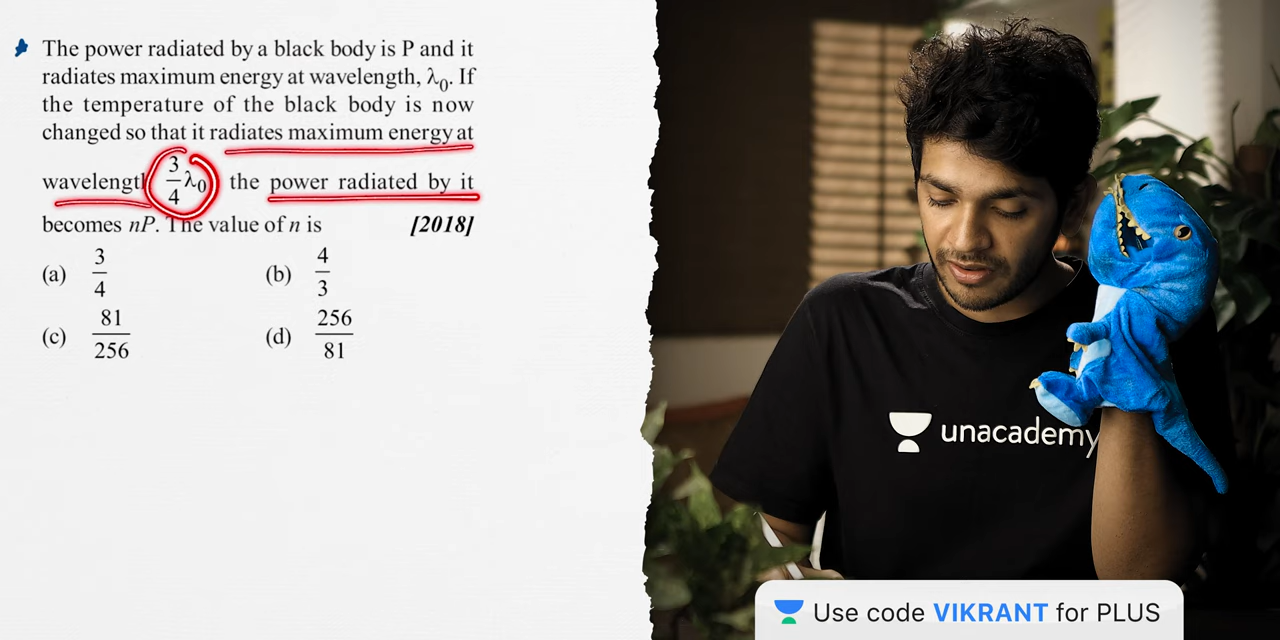 The power radiated by a black body is P and it
radiates maximum energy at wavelength, λ₀. If
the temperature of the black body is now
changed so that it radiates maximum energy at
wavelength 3/4 λ₀ the power radiated by it
becomes nP. The value of n is [2018]
(a) 3/4 (b) 4/3
(c) 81/256 (d) 256/81
unacademy
Use code VIKRANT for PLUS